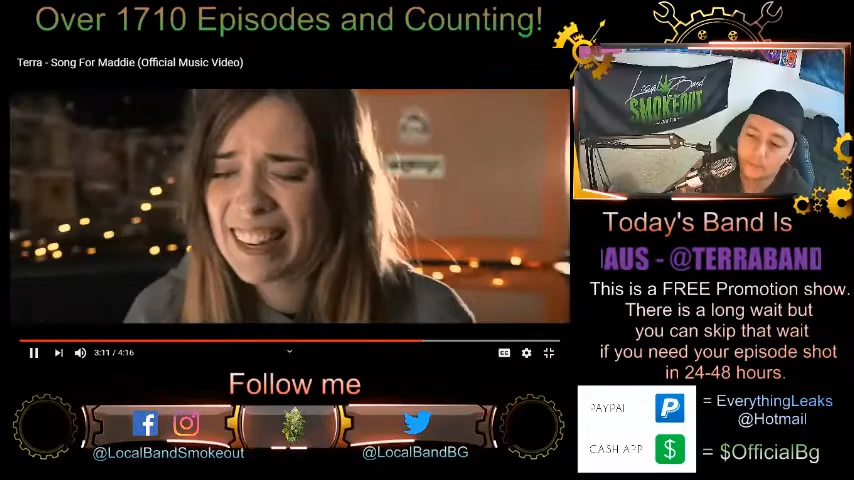 Over 1710 Episodes and Counting!
Terra - Song For Maddie (Official Music Video)
Local Band
SMOKEOUT
Today's Band Is
AUS - @TERRABAND
This is a FREE Promotion show.
There is a long wait but
you can skip that wait
if you need your episode shot
in 24-48 hours.
3:11 / 4:16
CC
Follow me
@LocalBandSmokeout
@LocalBandBG
PAYPAL
= EverythingLeaks
@Hotmail
CASH APP
= $OfficialBg